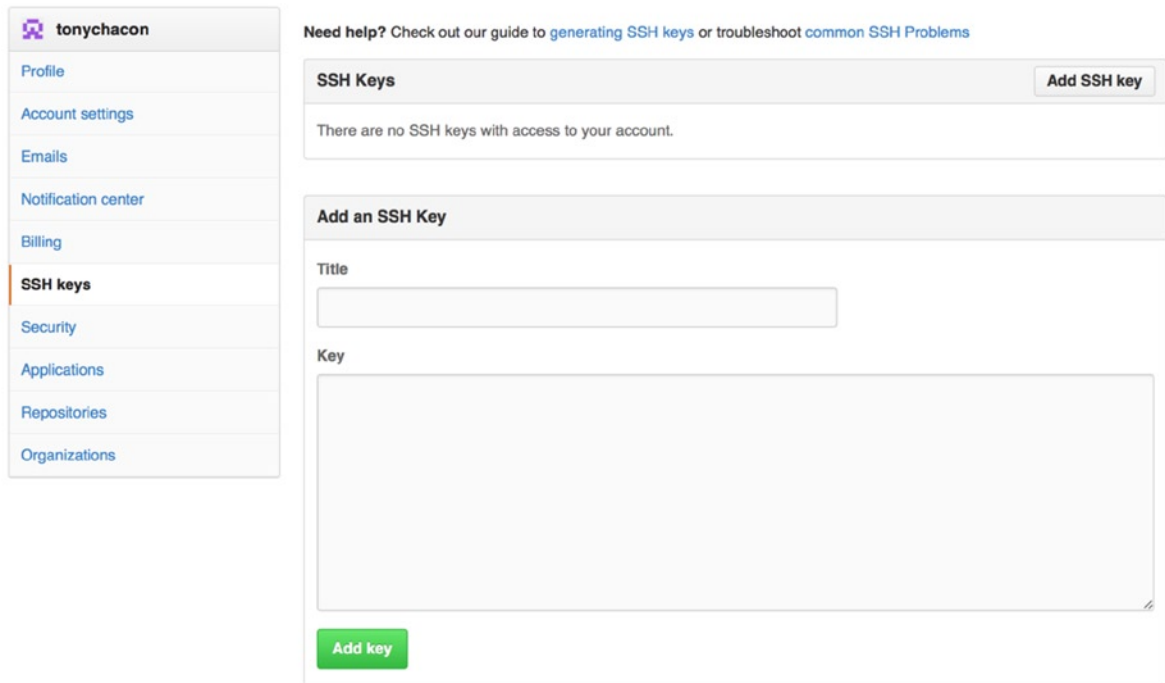 tonychacon
Profile
Account settings
Emails
Notification center
Billing
SSH keys
Security
Applications
Repositories
Organizations
Need help? Check out our guide to generating SSH keys or troubleshoot common SSH Problems
SSH Keys
Add SSH key
There are no SSH keys with access to your account.
Add an SSH Key
Title
Key
Add key